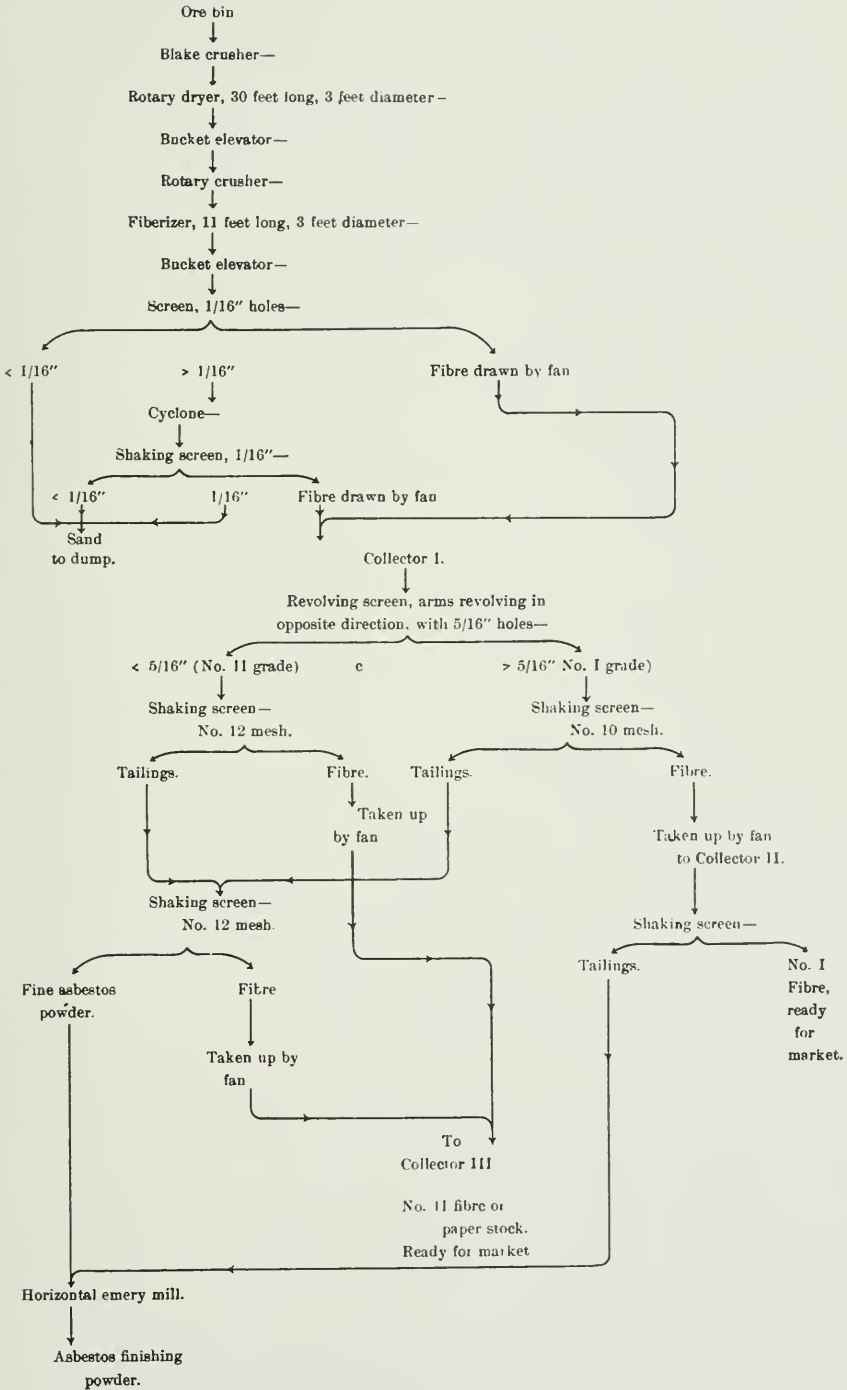 Ore bin
Blake crusher—
Rotary dryer, 30 feet long, 3 feet diameter—
Bucket elevator—
Rotary crusher—
Fiberizer, 11 feet long, 3 feet diameter—
Bucket elevator—
Screen, 1/16″ holes—
< 1/16″
> 1/16″
Fibre drawn by fan
Cyclone—
Shaking screen, 1/16″—
< 1/16″
1/16″
Fibre drawn by fan
Sand
to dump.
Collector I.
Revolving screen, arms revolving in
opposite direction, with 5/16″ holes—
< 5/16″ (No. II grade)
c
> 5/16″ No. I grade)
Shaking screen—
No. 12 mesh.
Shaking screen—
No. 10 mesh.
Tailings.
Fibre.
Tailings.
Fibre.
Taken up
by fan
Taken up by fan
to Collector II.
Shaking screen—
No. 12 mesh.
Shaking screen—
Tailings.
No. I
Fibre,
ready
for
market.
Fine asbestos
powder.
Fibre
Taken up by
fan
To
Collector III
No. II fibre or
paper stock.
Ready for market
Horizontal emery mill.
Asbestos finishing
powder.